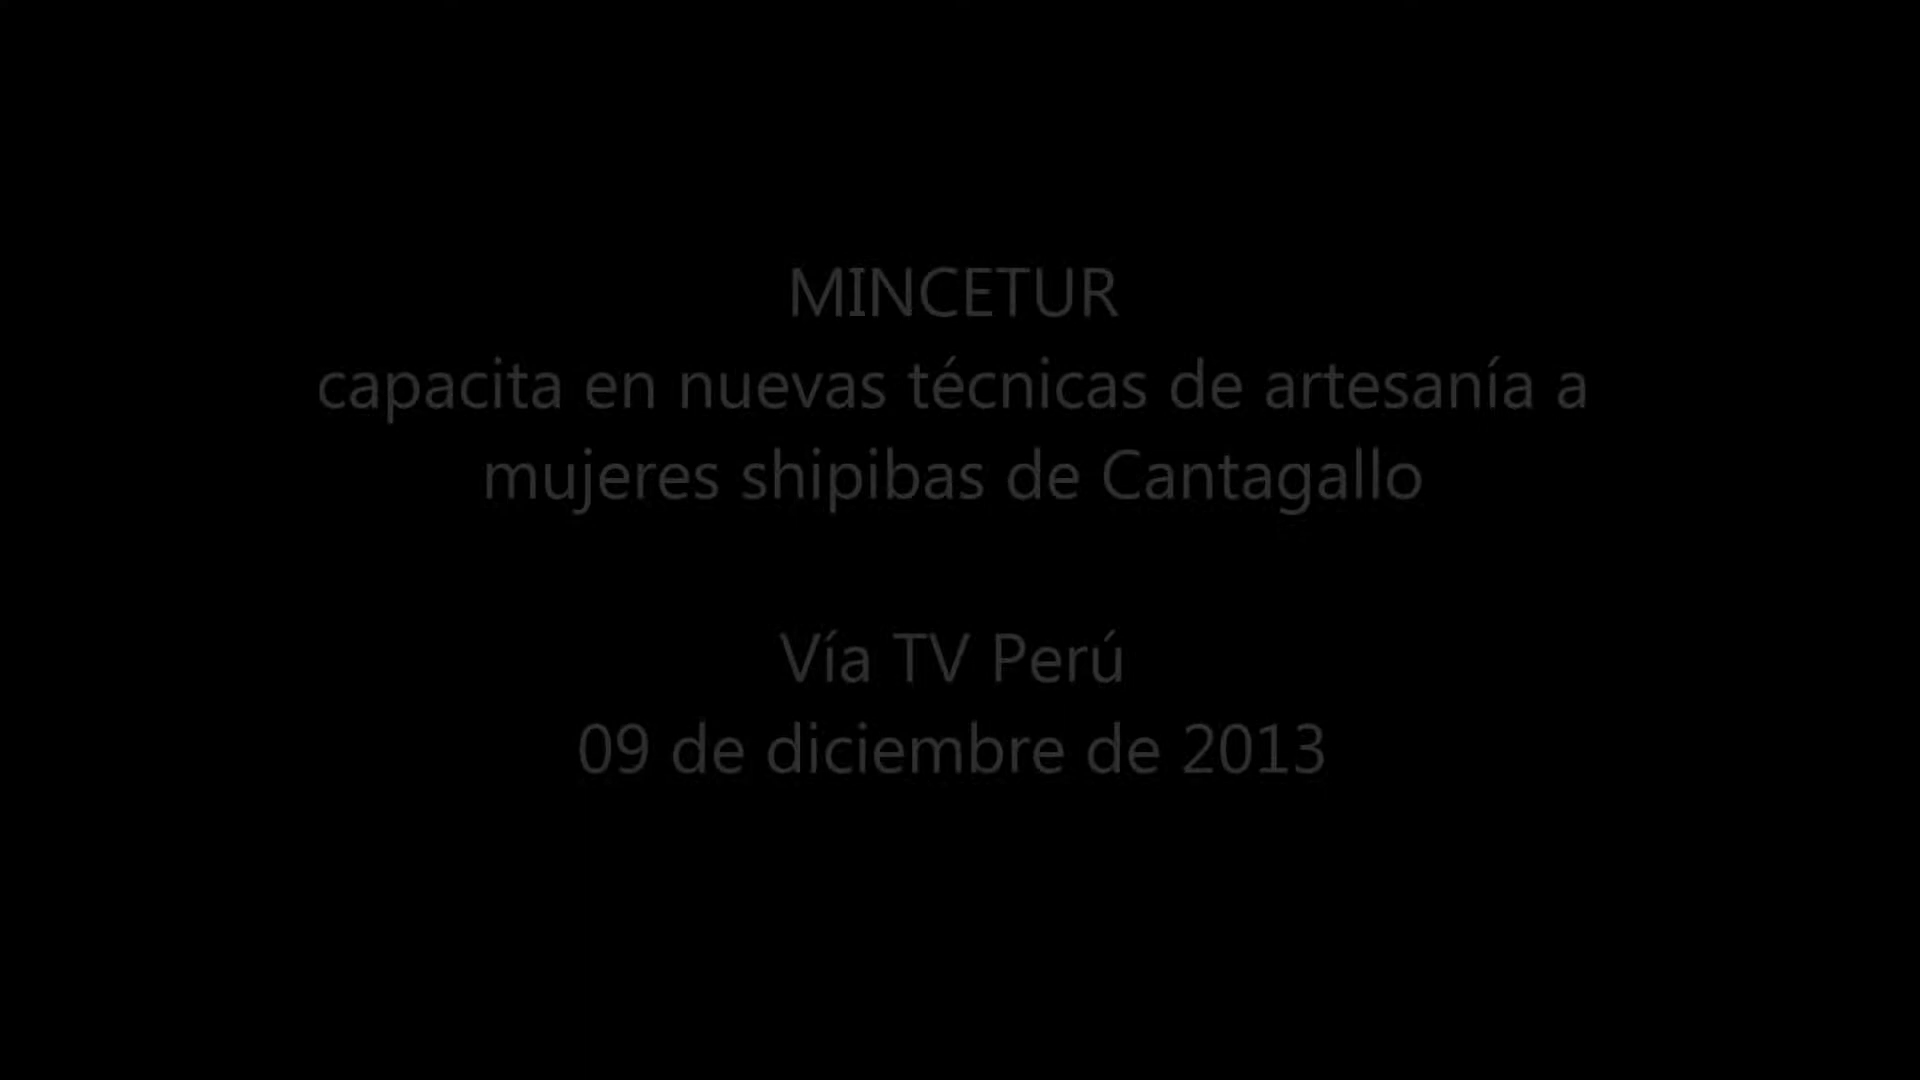 MINCETUR
capacita en nuevas técnicas de artesanía a
mujeres shipibas de Cantagallo
Vía TV Perú
09 de diciembre de 2013